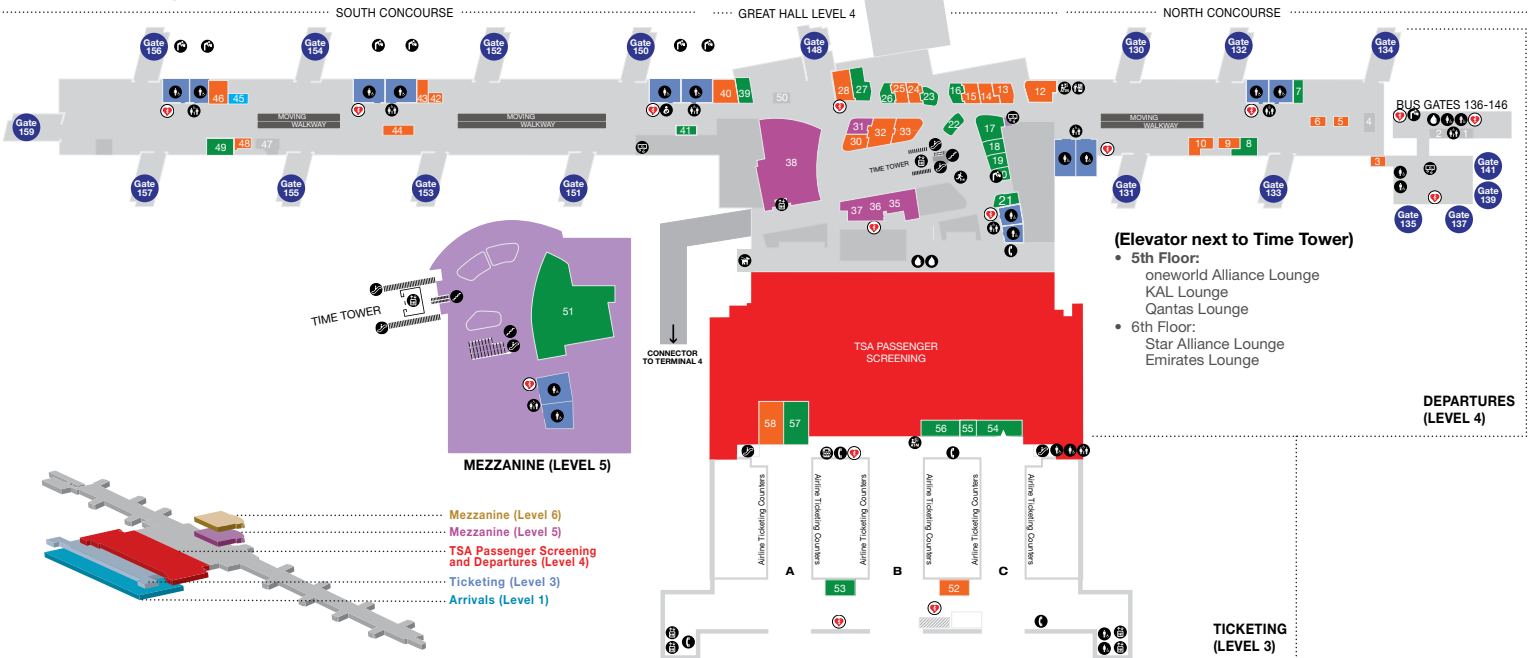 SOUTH CONCOURSE
GREAT HALL LEVEL 4
NORTH CONCOURSE
Gate 156
Gate 154
Gate 152
Gate 150
Gate 148
Gate 130
Gate 132
Gate 134
46
45
43
42
40
39
50
28
27
26
25
24
23
16
15
14
13
12
7
6
5
4
BUS GATES 136-146
2
1
Gate 159
MOVING
WALKWAY
MOVING
WALKWAY
MOVING
WALKWAY
44
41
31
30
32
33
22
17
18
19
49
48
47
38
TIME TOWER
10
9
8
3
Gate 157
Gate 155
Gate 153
Gate 151
37
36
35
21
Gate 131
Gate 133
Gate 141
Gate 139
Gate 135
Gate 137
(Elevator next to Time Tower)
• 5th Floor:
oneworld Alliance Lounge
KAL Lounge
Qantas Lounge
• 6th Floor:
Star Alliance Lounge
Emirates Lounge
TIME TOWER
51
MEZZANINE (LEVEL 5)
CONNECTOR
TO TERMINAL 4
TSA PASSENGER
SCREENING
DEPARTURES
(LEVEL 4)
58
57
56
55
54
Airline Ticketing Counters
Airline Ticketing Counters
Airline Ticketing Counters
Airline Ticketing Counters
Airline Ticketing Counters
A
B
C
53
52
TICKETING
(LEVEL 3)
Mezzanine (Level 6)
Mezzanine (Level 5)
TSA Passenger Screening
and Departures (Level 4)
Ticketing (Level 3)
Arrivals (Level 1)